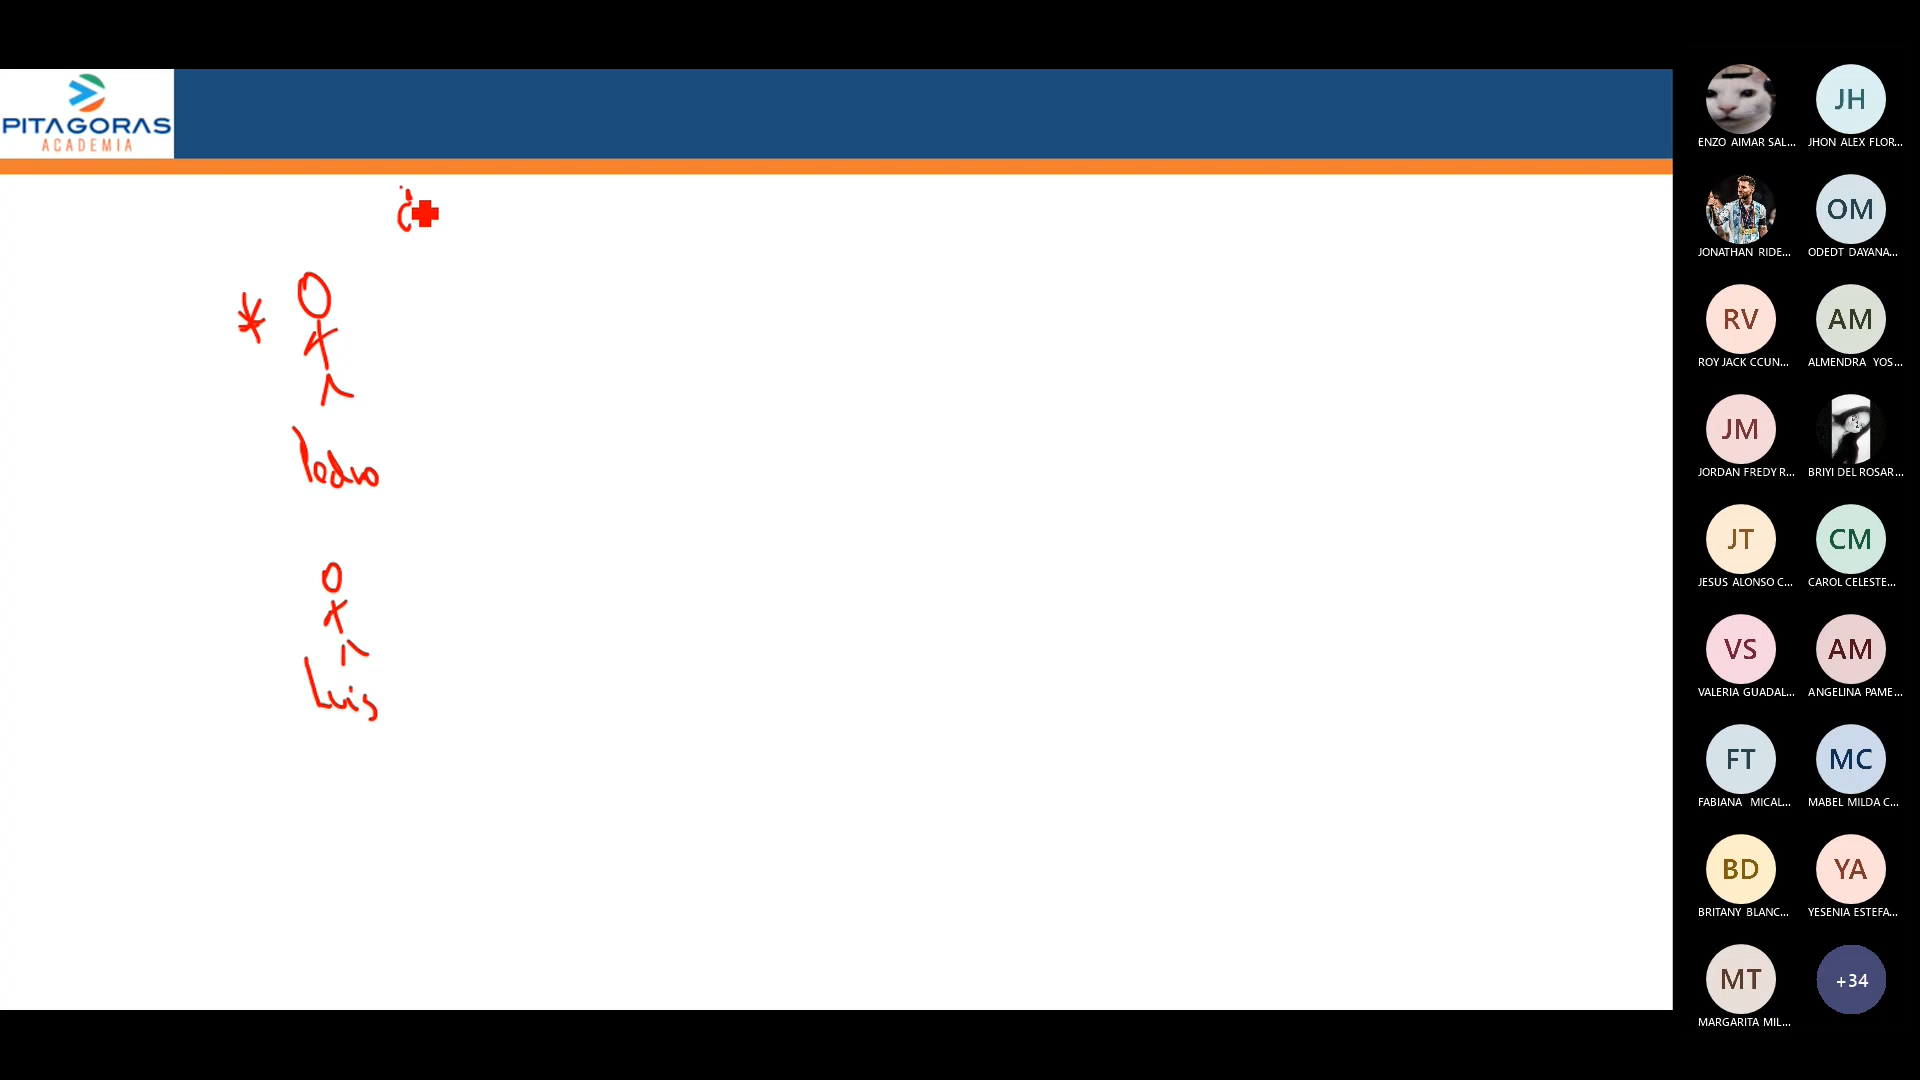 PITAGORAS
ACADEMIA
¿
*
Pedro
Luis
ENZO AIMAR SAL...
JH
JHON ALEX FLOR...
JONATHAN RIDE...
OM
ODEDT DAYANA...
RV
ROY JACK CCUN...
AM
ALMENDRA YOS...
JM
JORDAN FREDY R...
BRIYI DEL ROSAR...
JT
JESUS ALONSO C...
CM
CAROL CELESTE...
VS
VALERIA GUADAL...
AM
ANGELINA PAME...
FT
FABIANA MICAL...
MC
MABEL MILDA C...
BD
BRITANY BLANC...
YA
YESENIA ESTEFA...
MT
MARGARITA MIL...
+34